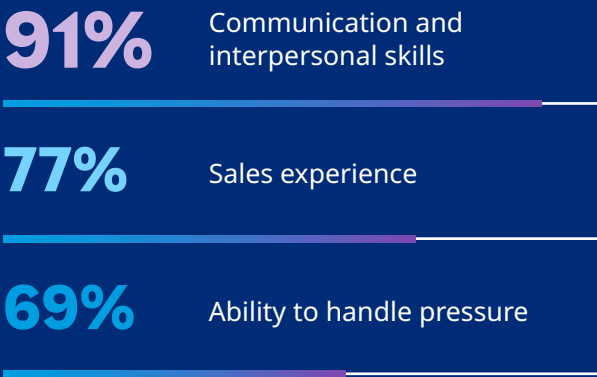 91%
Communication and
interpersonal skills
77%
Sales experience
69%
Ability to handle pressure